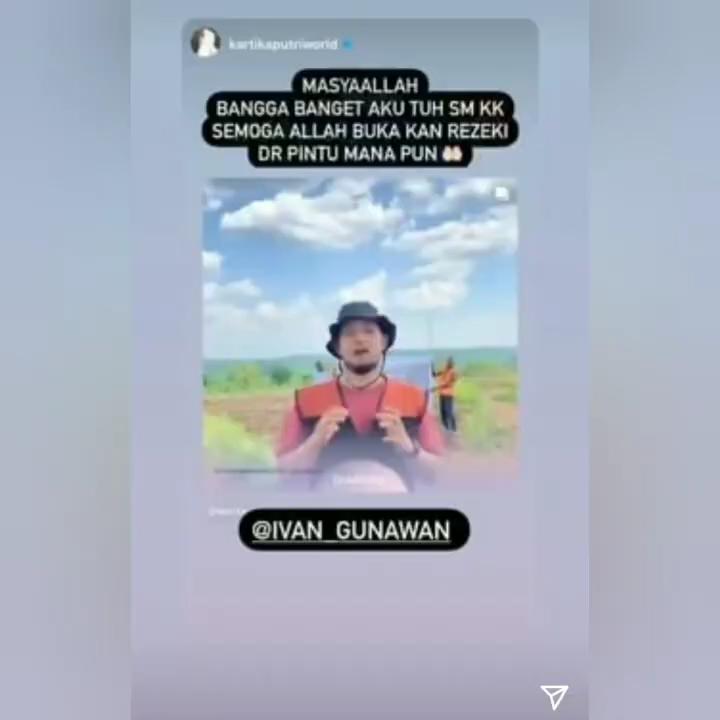 kartikaputriworld
MASYAALLAH
BANGGA BANGET AKU TUH SM KK
SEMOGA ALLAH BUKA KAN REZEKI
DR PINTU MANA PUN 🤲🏻
@IVAN_GUNAWAN